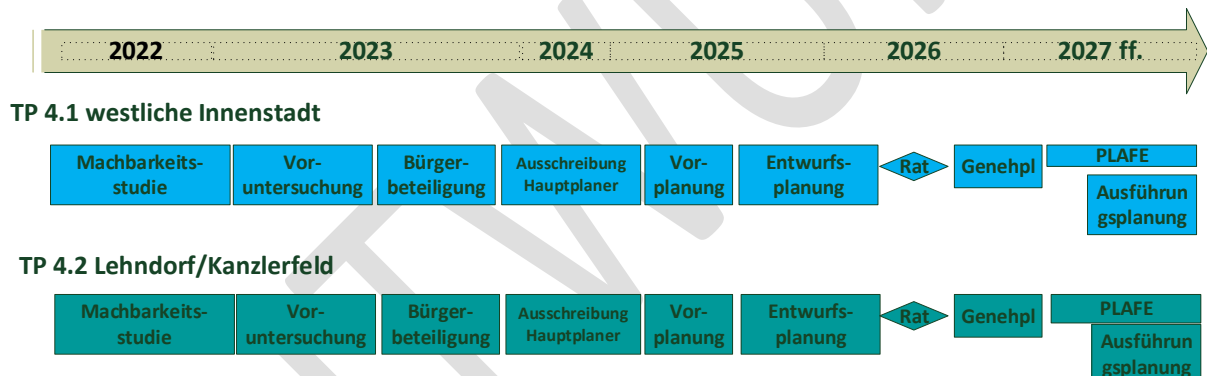 2022 2023 2024 2025 2026 2027 ff.
TP 4.1 westliche Innenstadt
Machbarkeits-
studie
Vor-
untersuchung
Bürger-
beteiligung
Ausschreibung
Hauptplaner
Vor-
planung
Entwurfs-
planung
Rat
Genehpl
PLAFE
Ausführun
gsplanung
TP 4.2 Lehndorf/Kanzlerfeld
Machbarkeits-
studie
Vor-
untersuchung
Bürger-
beteiligung
Ausschreibung
Hauptplaner
Vor-
planung
Entwurfs-
planung
Rat
Genehpl
PLAFE
Ausführun
gsplanung